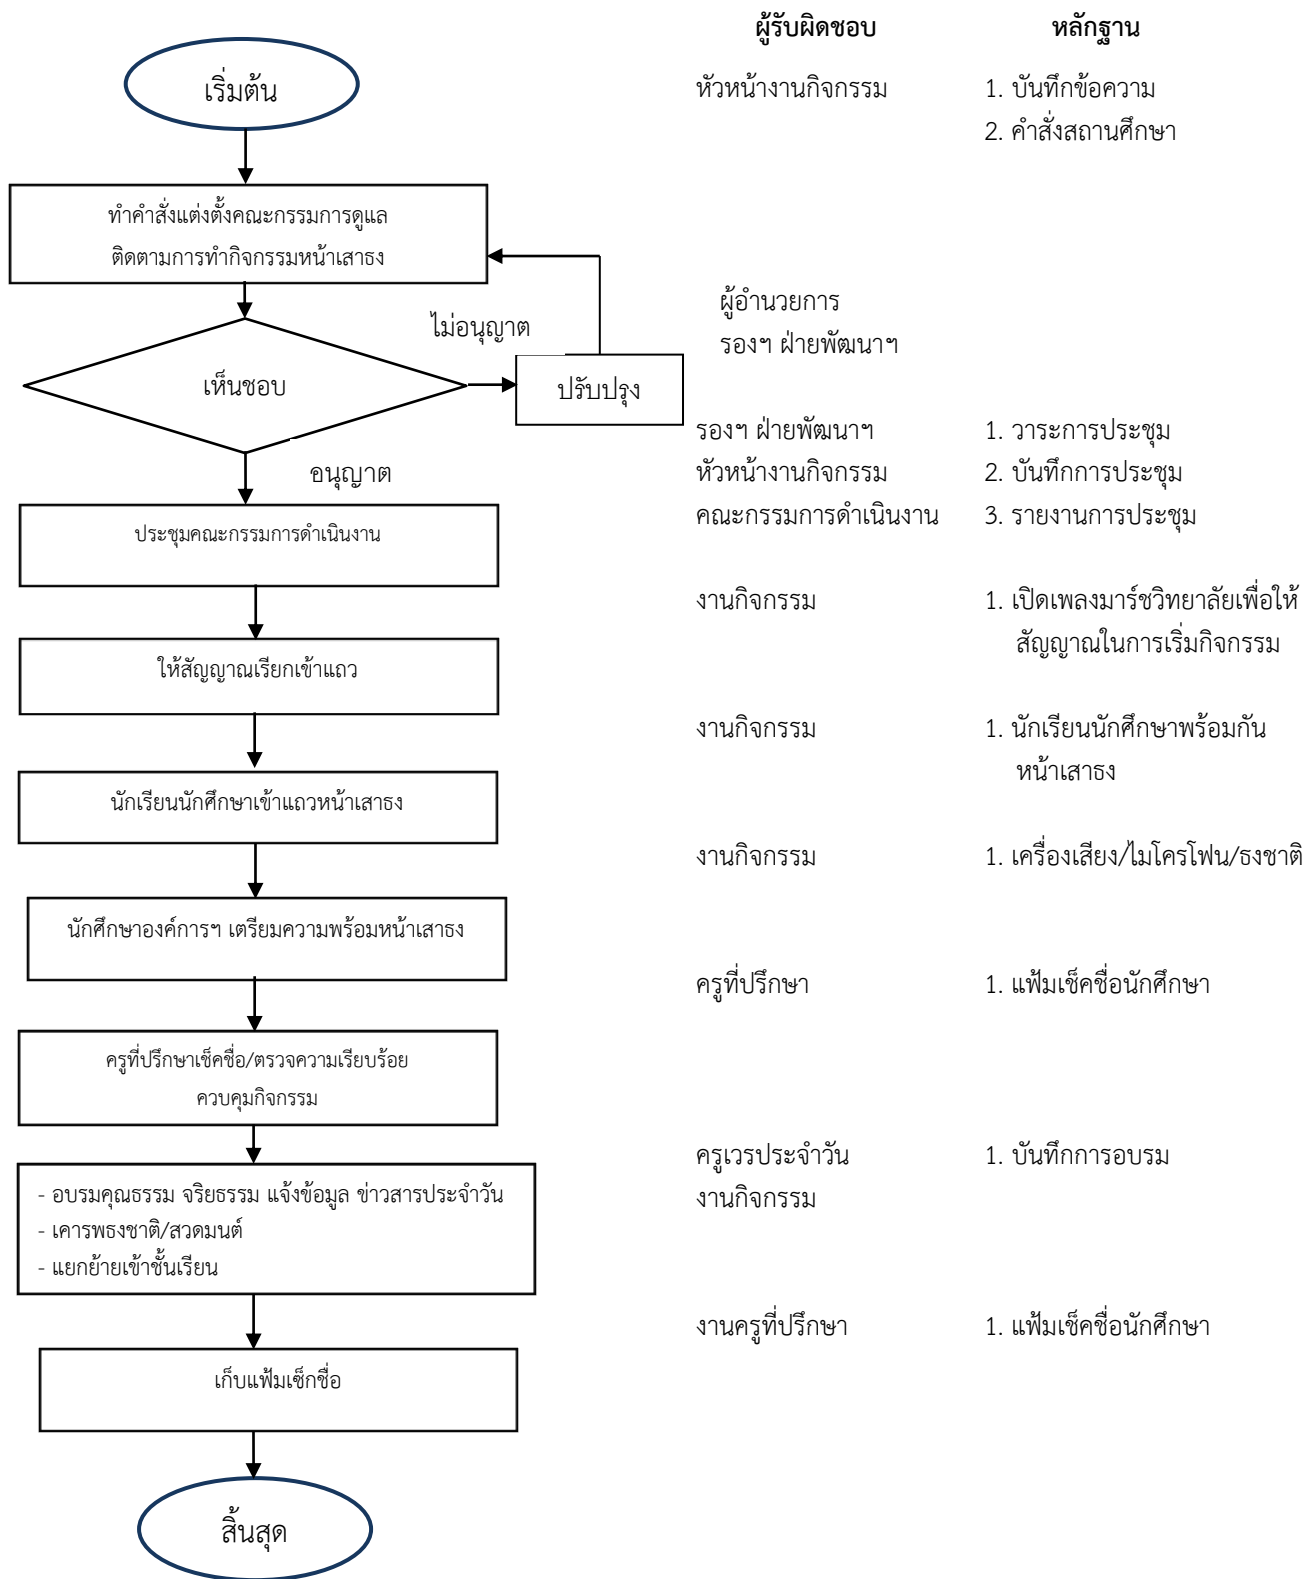 ผู้รับผิดชอบ
หลักฐาน
เริ่มต้น
หัวหน้างานกิจกรรม
1. บันทึกข้อความ
2. คำสั่งสถานศึกษา
ทำคำสั่งแต่งตั้งคณะกรรมการดูแล
ติดตามการทำกิจกรรมหน้าเสาธง
ผู้อำนวยการ
รองฯ ฝ่ายพัฒนาฯ
ไม่อนุญาต
เห็นชอบ
ปรับปรุง
อนุญาต
รองฯ ฝ่ายพัฒนาฯ
หัวหน้างานกิจกรรม
คณะกรรมการดำเนินงาน
1. วาระการประชุม
2. บันทึกการประชุม
3. รายงานการประชุม
ประชุมคณะกรรมการดำเนินงาน
งานกิจกรรม
1. เปิดเพลงมาร์ชวิทยาลัยเพื่อให้
สัญญาณในการเริ่มกิจกรรม
ให้สัญญาณเรียกเข้าแถว
งานกิจกรรม
1. นักเรียนนักศึกษาพร้อมกัน
หน้าเสาธง
นักเรียนนักศึกษาเข้าแถวหน้าเสาธง
งานกิจกรรม
1. เครื่องเสียง/ไมโครโฟน/ธงชาติ
นักศึกษาองค์การฯ เตรียมความพร้อมหน้าเสาธง
ครูที่ปรึกษา
1. แฟ้มเช็คชื่อนักศึกษา
ครูที่ปรึกษาเช็คชื่อ/ตรวจความเรียบร้อย
ควบคุมกิจกรรม
ครูเวรประจำวัน
งานกิจกรรม
1. บันทึกการอบรม
- อบรมคุณธรรม จริยธรรม แจ้งข้อมูล ข่าวสารประจำวัน
- เคารพธงชาติ/สวดมนต์
- แยกย้ายเข้าชั้นเรียน
งานครูที่ปรึกษา
1. แฟ้มเช็คชื่อนักศึกษา
เก็บแฟ้มเซ็กชื่อ
สิ้นสุด